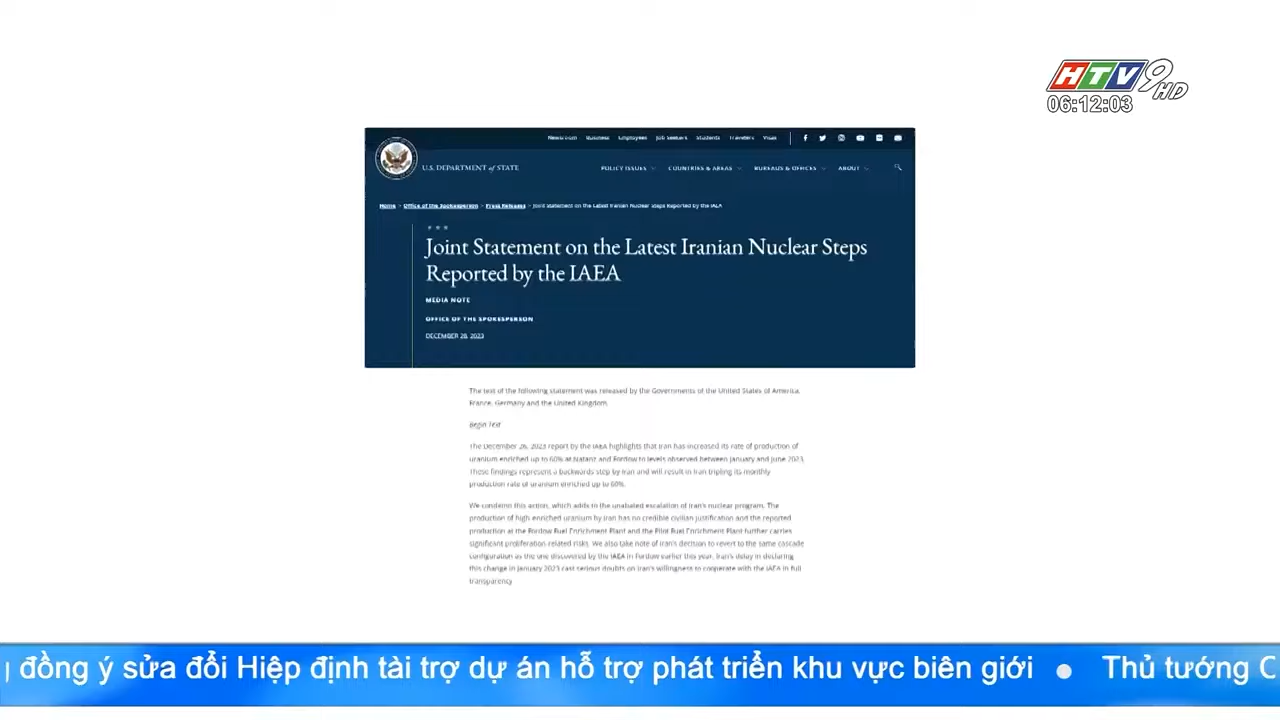 HTV9 HD
06:12:03
Newsroom Business Employees Job Seekers Students Travelers Visas
U.S. DEPARTMENT of STATE
POLICY ISSUES COUNTRIES & AREAS BUREAUS & OFFICES ABOUT
Home > Office of the Spokesperson > Press Releases > Joint Statement on the Latest Iranian Nuclear Steps Reported by the IAEA
Joint Statement on the Latest Iranian Nuclear Steps
Reported by the IAEA
MEDIA NOTE
OFFICE OF THE SPOKESPERSON
DECEMBER 28, 2023
The text of the following statement was released by the Governments of the United States of America,
France, Germany and the United Kingdom.
Begin Text
The December 26, 2023 report by the IAEA highlights that Iran has increased its rate of production of
uranium enriched up to 60% at Natanz and Fordow to levels observed between January and June 2023.
These findings represent a backwards step by Iran and will result in Iran tripling its monthly
production rate of uranium enriched up to 60%.
We condemn this action, which adds to the unabated escalation of Iran's nuclear program. The
production of high enriched uranium by Iran has no credible civilian justification and the reported
production at the Fordow Fuel Enrichment Plant and the Pilot Fuel Enrichment Plant further carries
significant proliferation-related risks. We also take note of Iran's decision to revert to the same cascade
configuration as the one discovered by the IAEA in Fordow earlier this year. Iran's delay in declaring
this change in January 2023 cast serious doubts on Iran's willingness to cooperate with the IAEA in full
transparency
đồng ý sửa đổi Hiệp định tài trợ dự án hỗ trợ phát triển khu vực biên giới ● Thủ tướng C